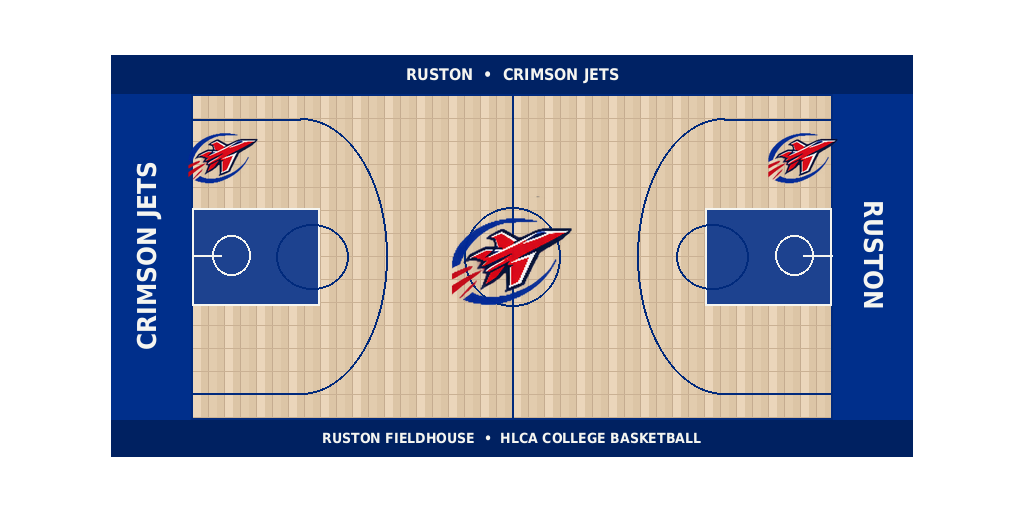 RUSTON • CRIMSON JETS
CRIMSON JETS
RUSTON
RUSTON FIELDHOUSE • HLCA COLLEGE BASKETBALL